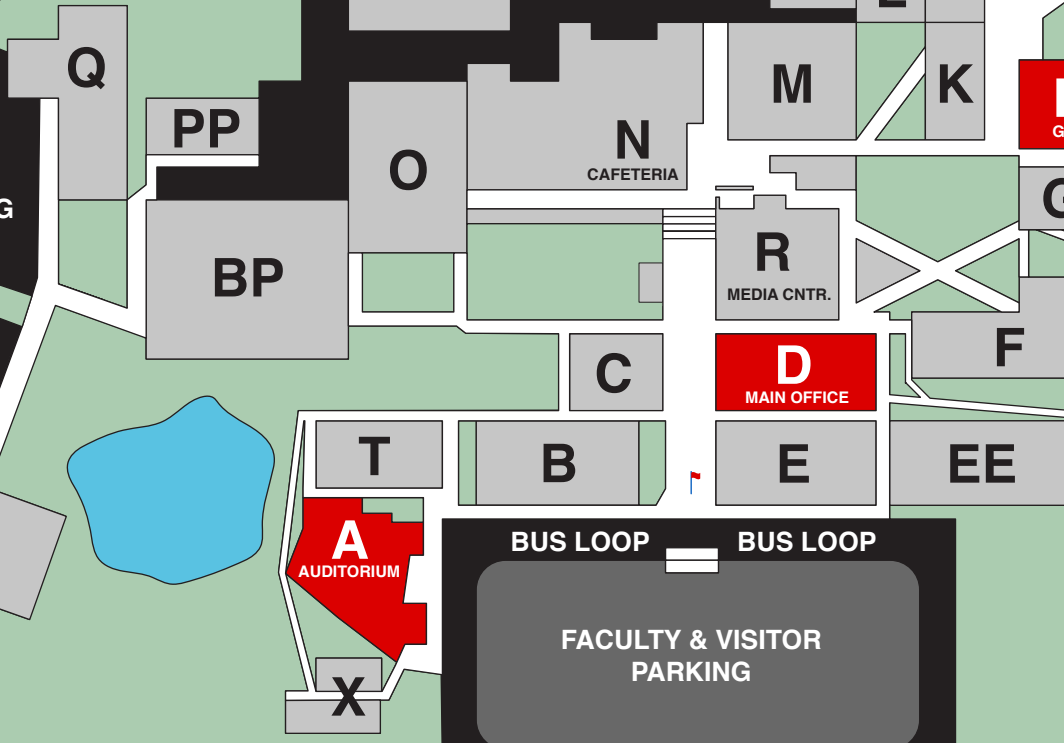 Q
PP
M
K
N
CAFETERIA
O
G
G
R
MEDIA CNTR.
BP
F
C
D
MAIN OFFICE
T
B
E
EE
A
AUDITORIUM
BUS LOOP
BUS LOOP
FACULTY & VISITOR
PARKING
X